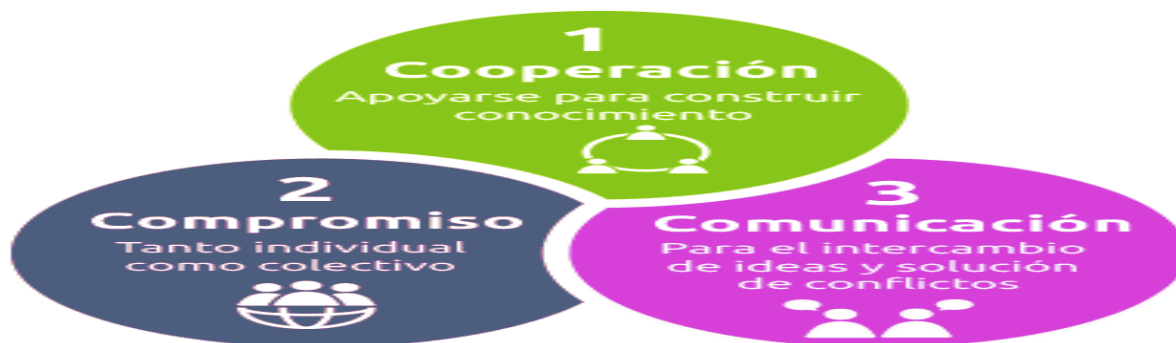 1
Cooperación
Apoyarse para construir
conocimiento
2
Compromiso
Tanto individual
como colectivo
3
Comunicación
Para el intercambio
de ideas y solución
de conflictos